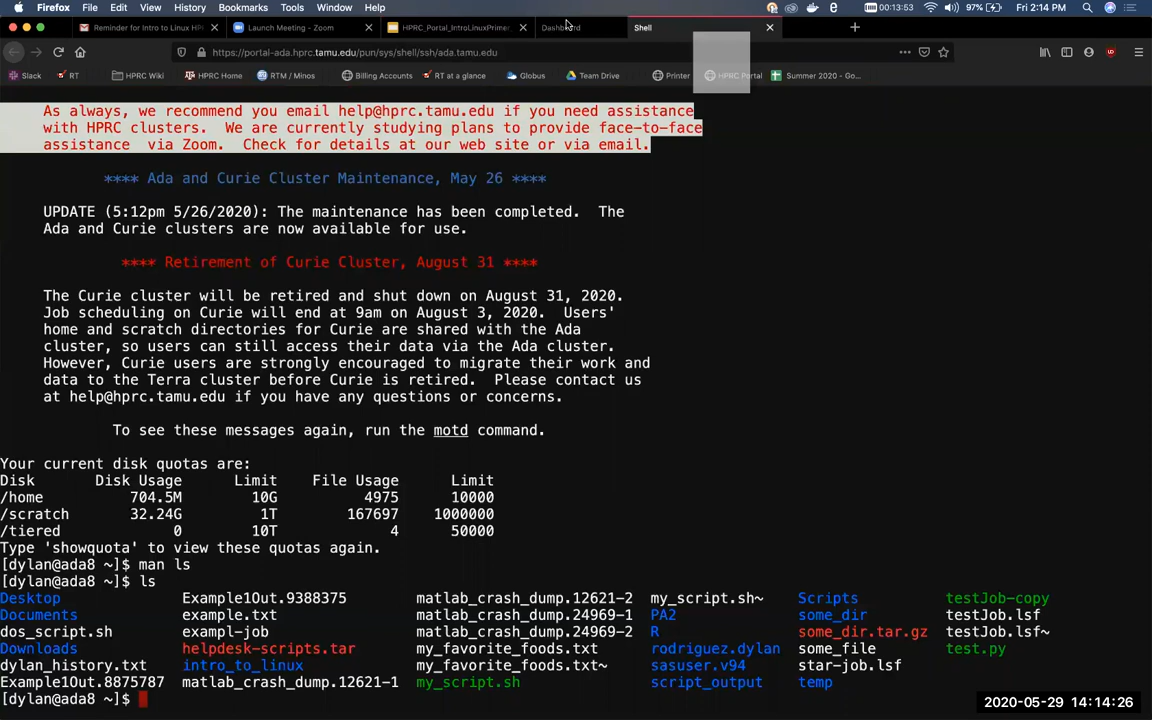 Firefox File Edit View History Bookmarks Tools Window Help 00:13:53 97% Fri 2:14 PM
Reminder for Intro to Linux HP Launch Meeting - Zoom HPRC_Portal_IntroLinuxPrimer Dashboard Shell
https://portal-ada.hprc.tamu.edu/pun/sys/shell/ssh/ada.tamu.edu
Slack RT HPRC Wiki HPRC Home RTM / Minos Billing Accounts RT at a glance Globus Team Drive Printer HPRC Portal Summer 2020 - Go...
As always, we recommend you email help@hprc.tamu.edu if you need assistance
with HPRC clusters. We are currently studying plans to provide face-to-face
assistance via Zoom. Check for details at our web site or via email.
**** Ada and Curie Cluster Maintenance, May 26 ****
UPDATE (5:12pm 5/26/2020): The maintenance has been completed. The
Ada and Curie clusters are now available for use.
**** Retirement of Curie Cluster, August 31 ****
The Curie cluster will be retired and shut down on August 31, 2020.
Job scheduling on Curie will end at 9am on August 3, 2020. Users'
home and scratch directories for Curie are shared with the Ada
cluster, so users can still access their data via the Ada cluster.
However, Curie users are strongly encouraged to migrate their work and
data to the Terra cluster before Curie is retired. Please contact us
at help@hprc.tamu.edu if you have any questions or concerns.
To see these messages again, run the motd command.
Your current disk quotas are:
Disk Disk Usage Limit File Usage Limit
/home 704.5M 10G 4975 10000
/scratch 32.24G 1T 167697 1000000
/tiered 0 10T 4 50000
Type 'showquota' to view these quotas again.
[dylan@ada8 ~]$ man ls
[dylan@ada8 ~]$ ls
Desktop Example1Out.9388375 matlab_crash_dump.12621-2 my_script.sh~ Scripts testJob-copy
Documents example.txt matlab_crash_dump.24969-1 PA2 some_dir testJob.lsf
dos_script.sh exampl-job matlab_crash_dump.24969-2 R some_dir.tar.gz testJob.lsf~
Downloads helpdesk-scripts.tar my_favorite_foods.txt rodriguez.dylan some_file test.py
dylan_history.txt intro_to_linux my_favorite_foods.txt~ sasuser.v94 star-job.lsf
Example1Out.8875787 matlab_crash_dump.12621-1 my_script.sh script_output temp
[dylan@ada8 ~]$
2020-05-29 14:14:26